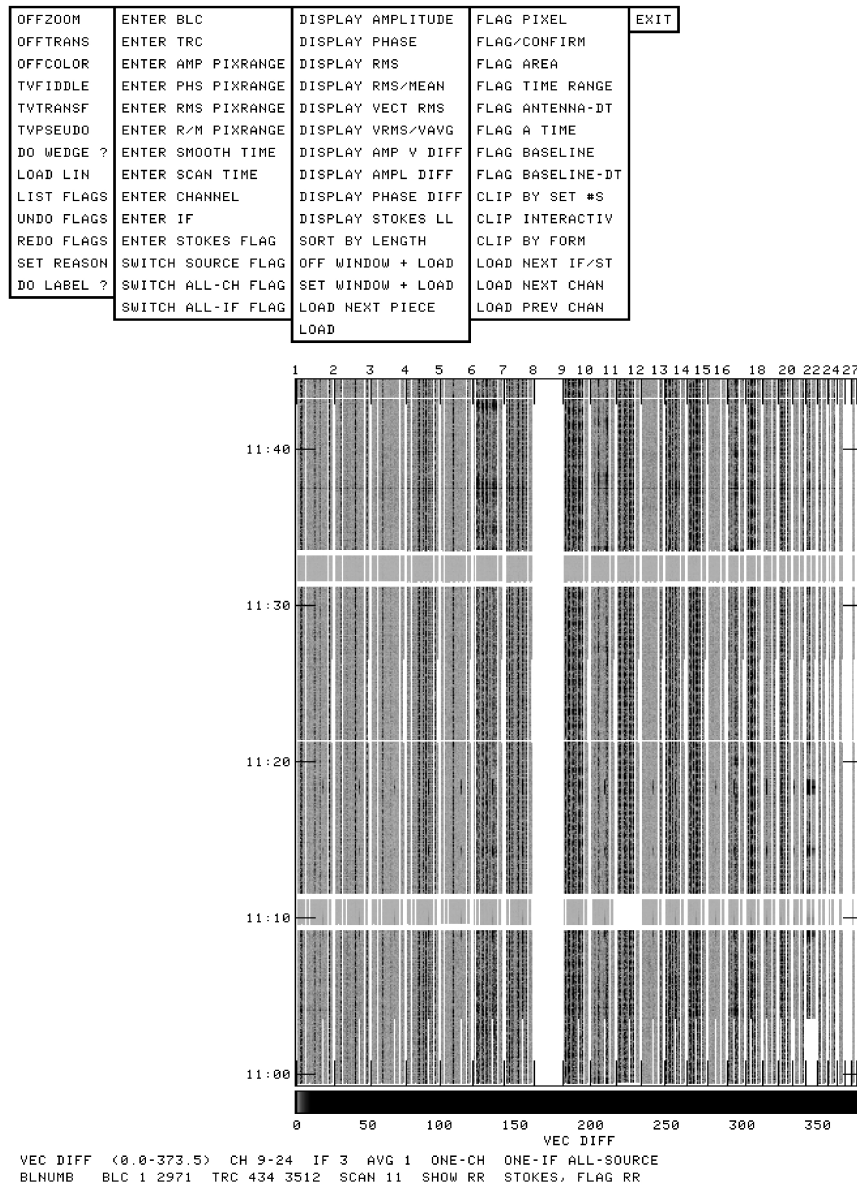 OFFZOOM ENTER BLC DISPLAY AMPLITUDE FLAG PIXEL EXIT
OFFTRANS ENTER TRC DISPLAY PHASE FLAG/CONFIRM
OFFCOLOR ENTER AMP PIXRANGE DISPLAY RMS FLAG AREA
TVFIDDLE ENTER PHS PIXRANGE DISPLAY RMS/MEAN FLAG TIME RANGE
TVTRANSF ENTER RMS PIXRANGE DISPLAY VECT RMS FLAG ANTENNA-DT
TVPSEUDO ENTER R/M PIXRANGE DISPLAY VRMS/VAVG FLAG A TIME
DO WEDGE ? ENTER SMOOTH TIME DISPLAY AMP V DIFF FLAG BASELINE
LOAD LIN ENTER SCAN TIME DISPLAY AMPL DIFF FLAG BASELINE-DT
LIST FLAGS ENTER CHANNEL DISPLAY PHASE DIFF CLIP BY SET #S
UNDO FLAGS ENTER IF DISPLAY STOKES LL CLIP INTERACTIV
REDO FLAGS ENTER STOKES FLAG SORT BY LENGTH CLIP BY FORM
SET REASON SWITCH SOURCE FLAG OFF WINDOW + LOAD LOAD NEXT IF/ST
DO LABEL ? SWITCH ALL-CH FLAG SET WINDOW + LOAD LOAD NEXT CHAN
SWITCH ALL-IF FLAG LOAD NEXT PIECE LOAD PREV CHAN
LOAD
1 2 3 4 5 6 7 8 9 10 11 12 13 14 15 16 18 20 22 24 27
11:40
11:30
11:20
11:10
11:00
0 50 100 150 200 250 300 350
VEC DIFF
VEC DIFF (0.0-373.5) CH 9-24 IF 3 AVG 1 ONE-CH ONE-IF ALL-SOURCE
BLNUMB BLC 1 2971 TRC 434 3512 SCAN 11 SHOW RR STOKES, FLAG RR